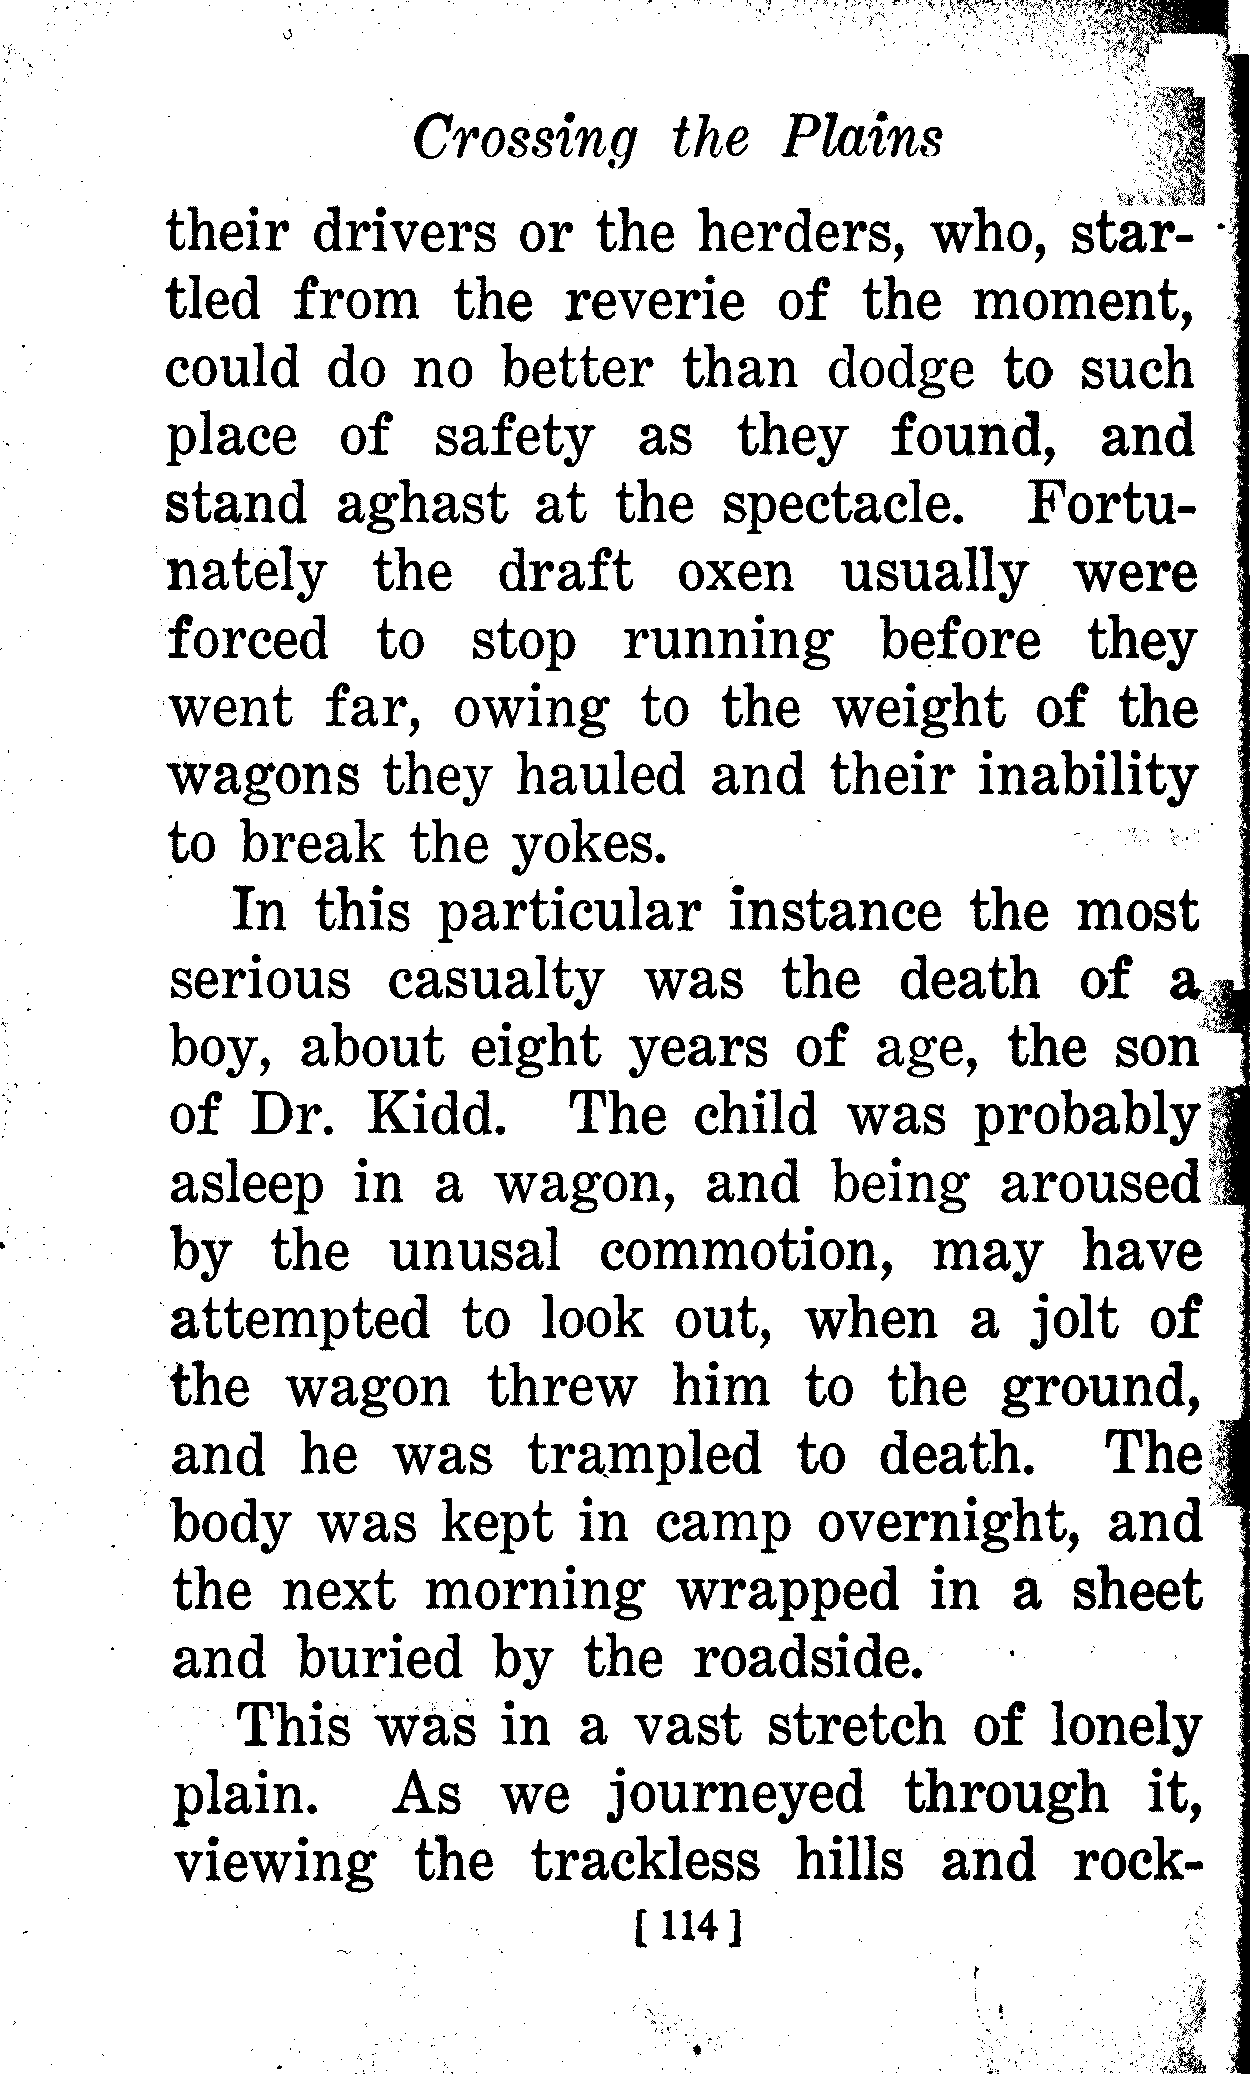 Crossing the Plains
their drivers or the herders, who, star-
tled from the reverie of the moment,
could do no better than dodge to such
place of safety as they found, and
stand aghast at the spectacle. Fortu-
nately the draft oxen usually were
forced to stop running before they
went far, owing to the weight of the
wagons they hauled and their inability
to break the yokes.
In this particular instance the most
serious casualty was the death of a
boy, about eight years of age, the son
of Dr. Kidd. The child was probably
asleep in a wagon, and being aroused
by the unusal commotion, may have
attempted to look out, when a jolt of
the wagon threw him to the ground,
and he was trampled to death. The
body was kept in camp overnight, and
the next morning wrapped in a sheet
and buried by the roadside.
This was in a vast stretch of lonely
plain. As we journeyed through it,
viewing the trackless hills and rock-
[ 114 ]